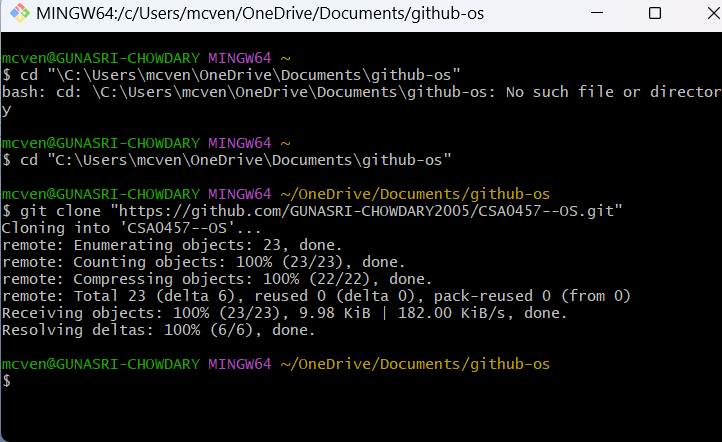 MINGW64:/c/Users/mcven/OneDrive/Documents/github-os
mcven@GUNASRI-CHOWDARY MINGW64 ~
$ cd "\C:\Users\mcven\OneDrive\Documents\github-os"
bash: cd: \C:\Users\mcven\OneDrive\Documents\github-os: No such file or director
y
mcven@GUNASRI-CHOWDARY MINGW64 ~
$ cd "C:\Users\mcven\OneDrive\Documents\github-os"
mcven@GUNASRI-CHOWDARY MINGW64 ~/OneDrive/Documents/github-os
$ git clone "https://github.com/GUNASRI-CHOWDARY2005/CSA0457--OS.git"
Cloning into 'CSA0457--OS'...
remote: Enumerating objects: 23, done.
remote: Counting objects: 100% (23/23), done.
remote: Compressing objects: 100% (22/22), done.
remote: Total 23 (delta 6), reused 0 (delta 0), pack-reused 0 (from 0)
Receiving objects: 100% (23/23), 9.98 KiB | 182.00 KiB/s, done.
Resolving deltas: 100% (6/6), done.
mcven@GUNASRI-CHOWDARY MINGW64 ~/OneDrive/Documents/github-os
$